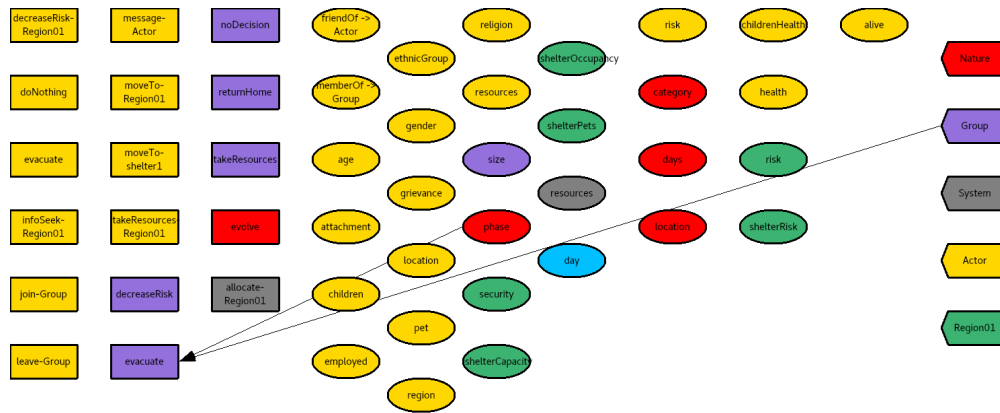 decreaseRisk-
Region01
message-
Actor
noDecision
friendOf ->
Actor
religion
risk
childrenHealth
alive
ethnicGroup
shelterOccupancy
Nature
doNothing
moveTo-
Region01
returnHome
memberOf ->
Group
resources
category
health
gender
shelterPets
Group
evacuate
moveTo-
shelter1
takeResources
age
size
days
risk
grievance
resources
System
infoSeek-
Region01
takeResources-
Region01
evolve
attachment
phase
location
shelterRisk
location
day
Actor
join-Group
decreaseRisk
allocate-
Region01
children
security
pet
Region01
leave-Group
evacuate
employed
shelterCapacity
region